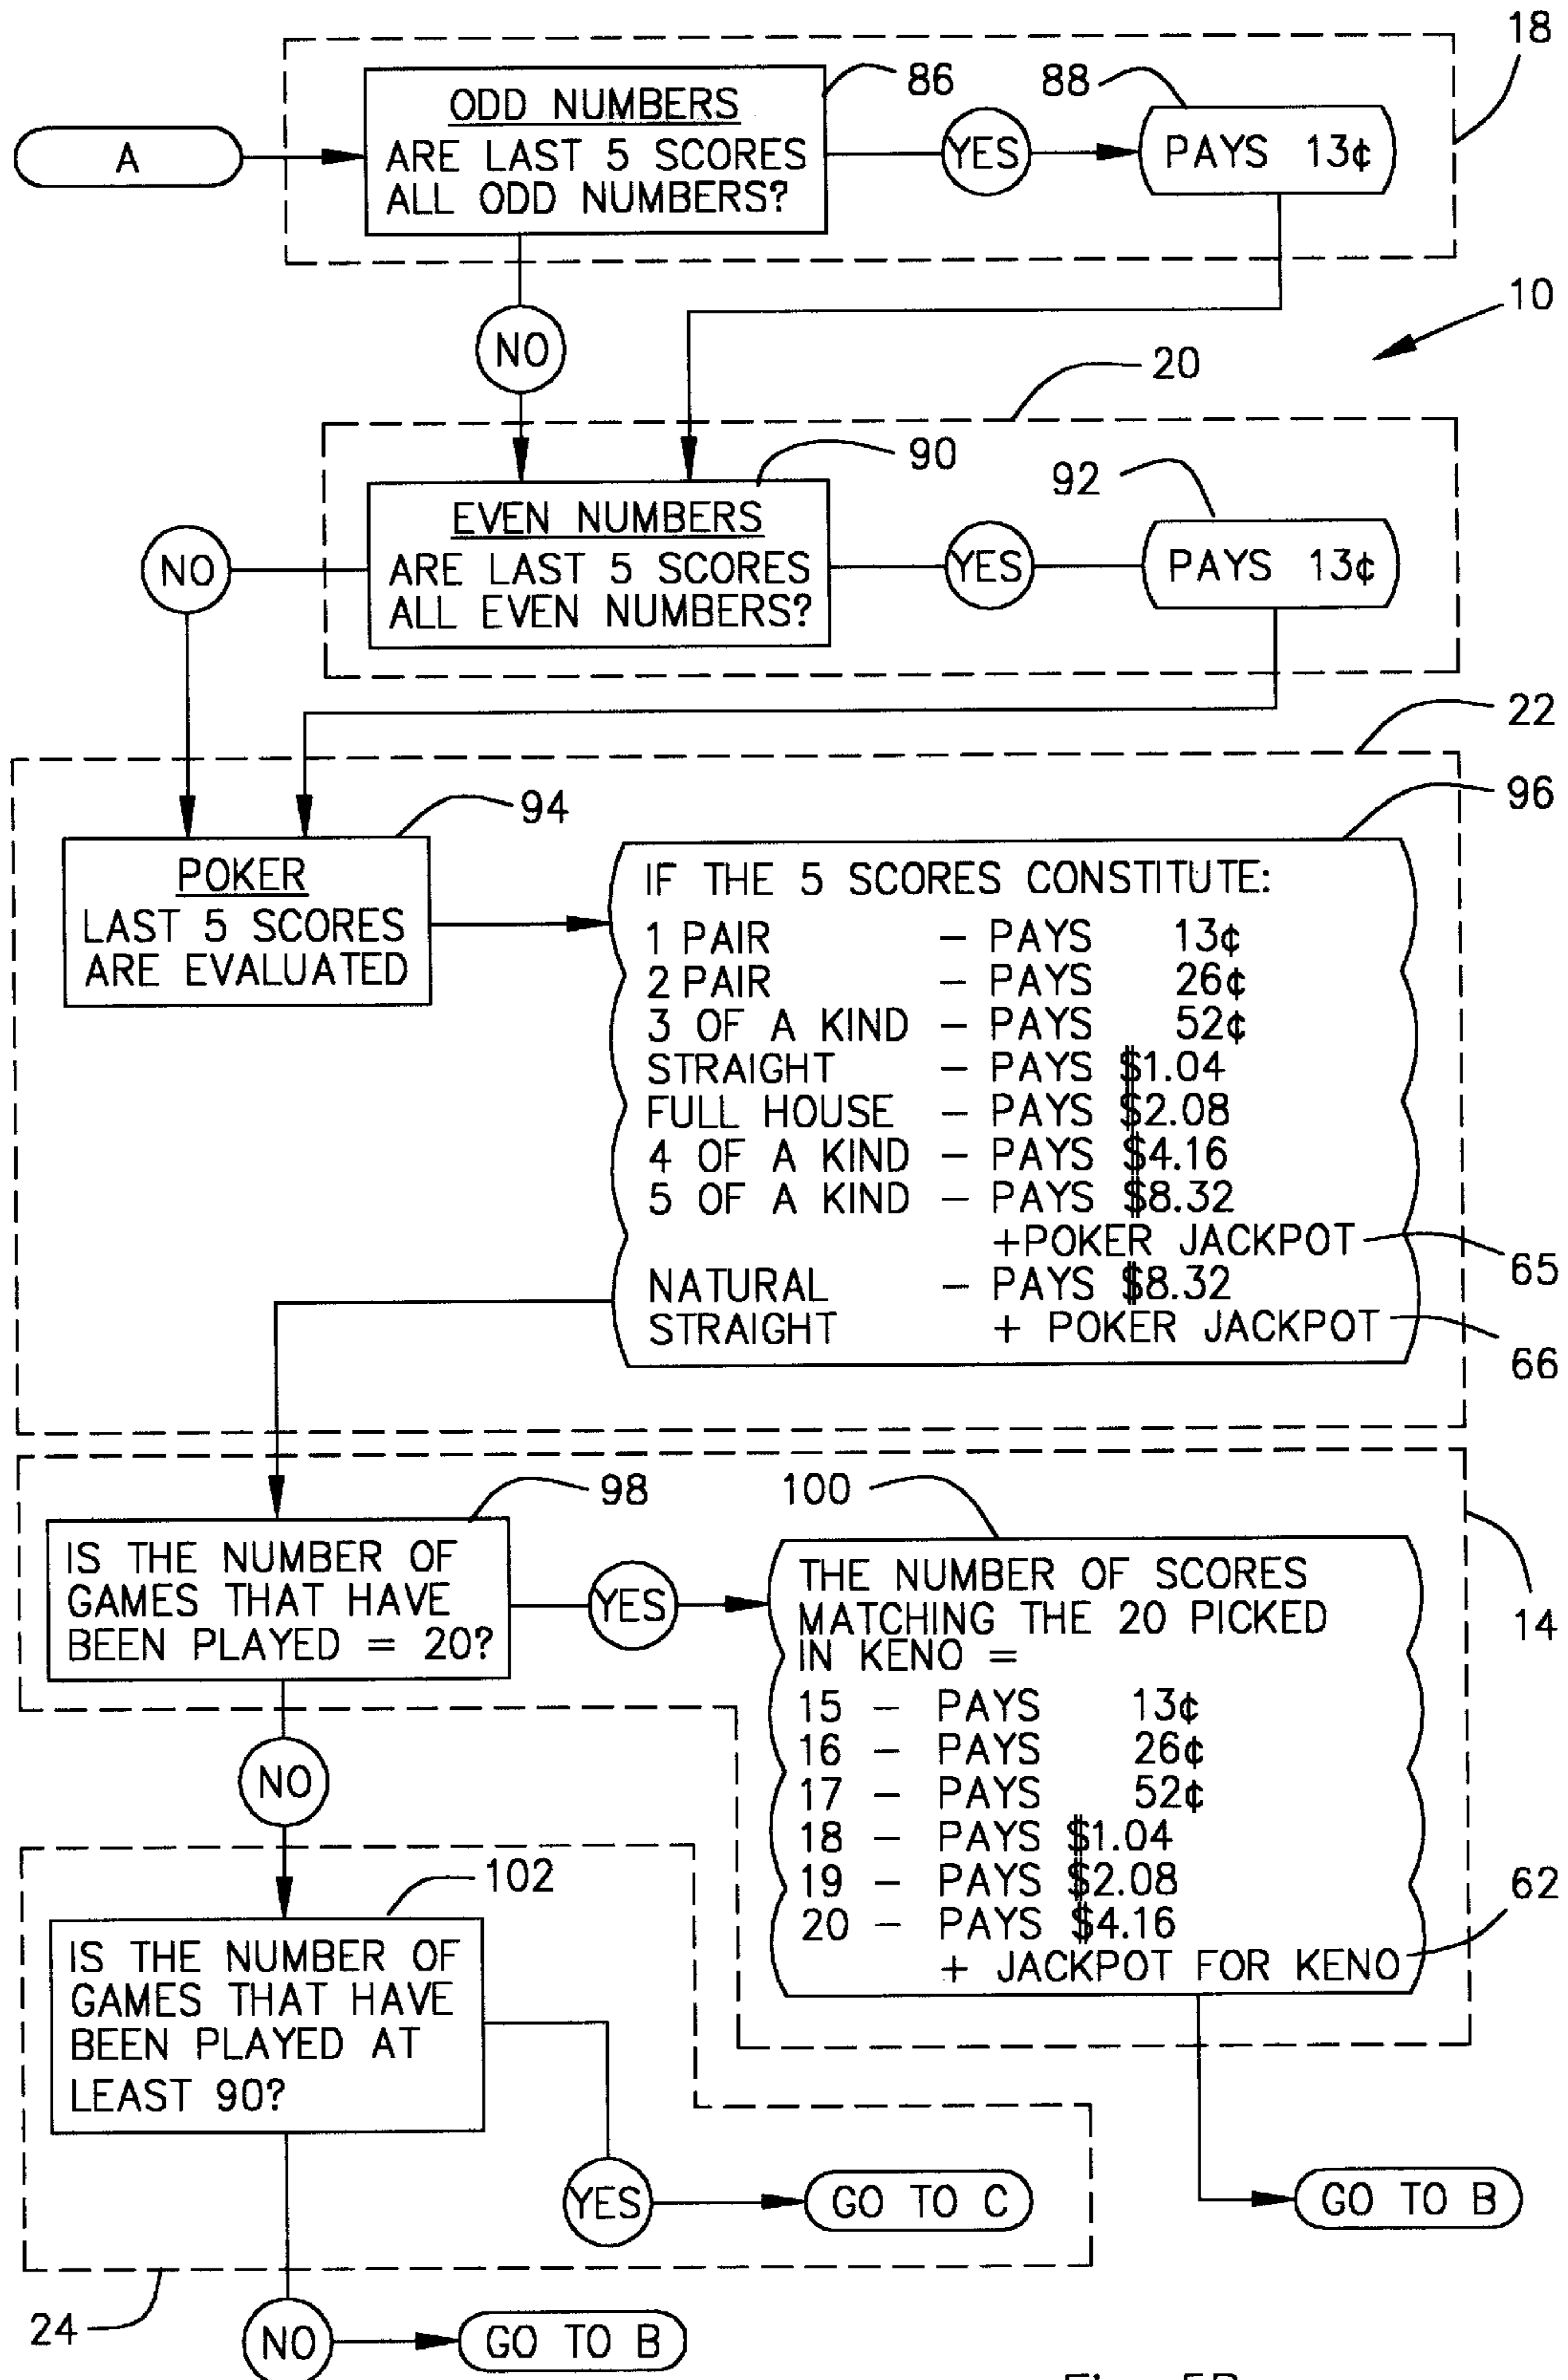 18
86
88
ODD NUMBERS
ARE LAST 5 SCORES
ALL ODD NUMBERS?
A
YES
PAYS 13¢
10
NO
20
90
92
EVEN NUMBERS
ARE LAST 5 SCORES
ALL EVEN NUMBERS?
NO
YES
PAYS 13¢
22
94
96
POKER
LAST 5 SCORES
ARE EVALUATED
IF THE 5 SCORES CONSTITUTE:
1 PAIR – PAYS 13¢
2 PAIR – PAYS 26¢
3 OF A KIND – PAYS 52¢
STRAIGHT – PAYS $1.04
FULL HOUSE – PAYS $2.08
4 OF A KIND – PAYS $4.16
5 OF A KIND – PAYS $8.32
+POKER JACKPOT
65
NATURAL – PAYS $8.32
STRAIGHT + POKER JACKPOT
66
98
100
14
IS THE NUMBER OF
GAMES THAT HAVE
BEEN PLAYED = 20?
YES
THE NUMBER OF SCORES
MATCHING THE 20 PICKED
IN KENO =
15 – PAYS 13¢
16 – PAYS 26¢
17 – PAYS 52¢
18 – PAYS $1.04
19 – PAYS $2.08
20 – PAYS $4.16
+ JACKPOT FOR KENO
62
NO
102
IS THE NUMBER OF
GAMES THAT HAVE
BEEN PLAYED AT
LEAST 90?
YES
GO TO C
GO TO B
24
NO
GO TO B